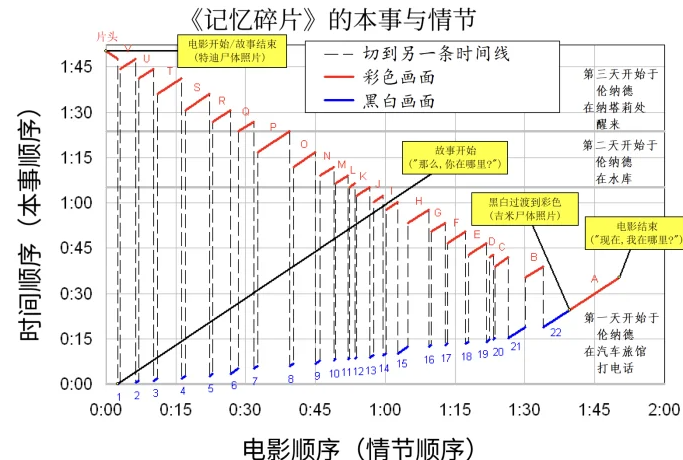 《记忆碎片》的本事与情节
片头
电影开始/故事结束
(特迪尸体照片)
切到另一条时间线
彩色画面
黑白画面
第三天开始于
伦纳德
在纳塔莉处
醒来
故事开始
("那么,你在哪里?")
第二天开始于
伦纳德
在水库
黑白过渡到彩色
(吉米尸体照片)
电影结束
("现在,我在哪里?")
第一天开始于
伦纳德
在汽车旅馆
打电话
时间顺序（本事顺序）
1:45
1:30
1:15
1:00
0:45
0:30
0:15
0:00
V U T S R Q P O N M L K J I H G F E D C B A
1 2 3 4 5 6 7 8 9 10 11 12 13 14 15 16 17 18 19 20 21 22
0:00 0:15 0:30 0:45 1:00 1:15 1:30 1:45 2:00
电影顺序（情节顺序）